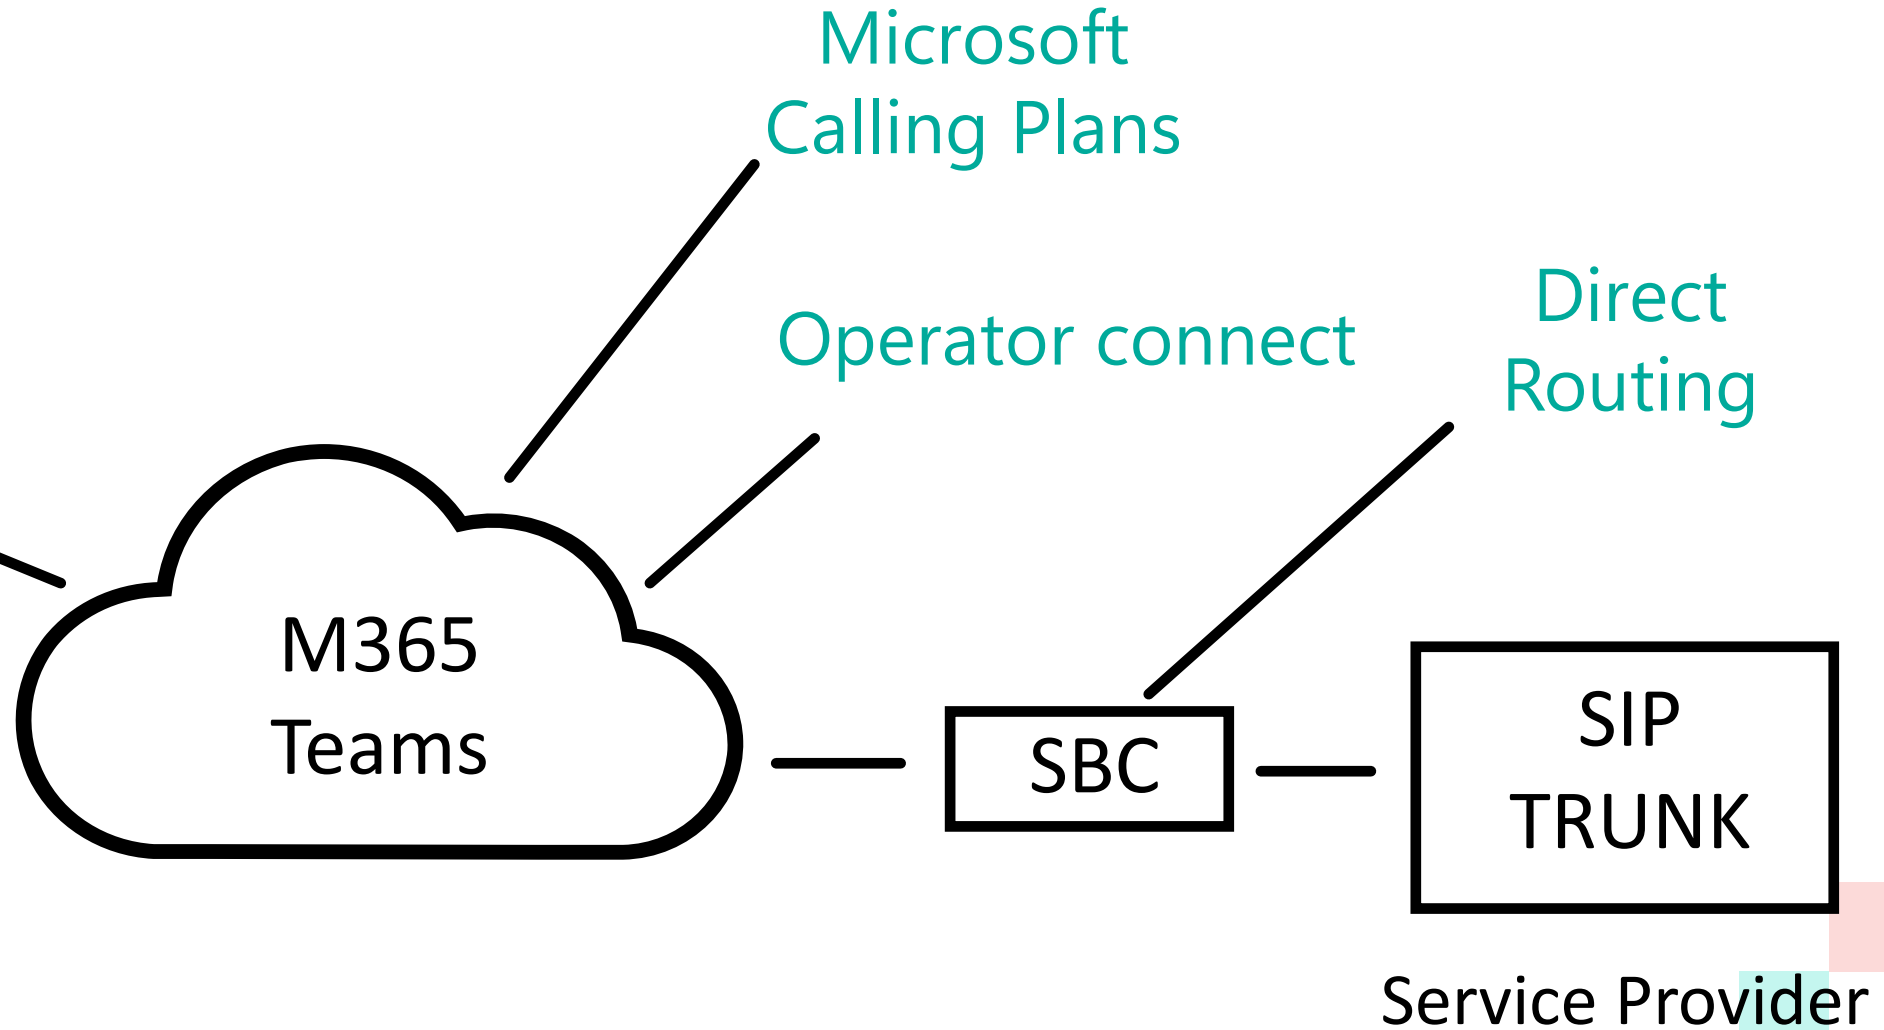 Microsoft
Calling Plans
Operator connect
Direct
Routing
M365
Teams
SBC
SIP
TRUNK
Service Provider